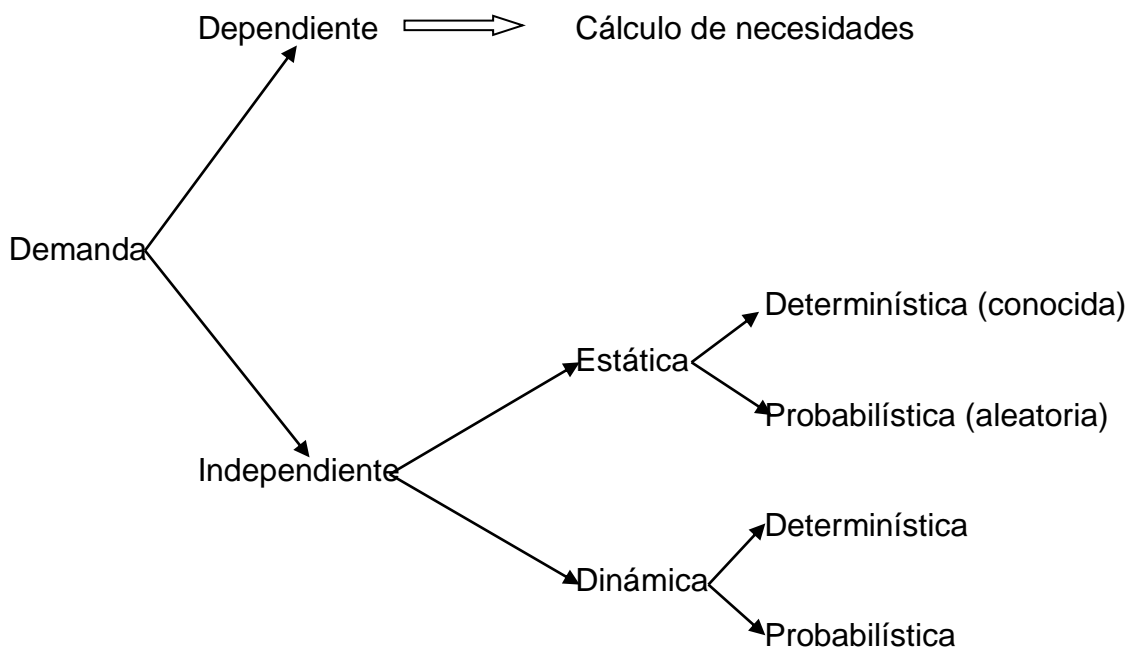 Dependiente
Cálculo de necesidades
Demanda
Determinística (conocida)
Estática
Probabilística (aleatoria)
Independiente
Determinística
Dinámica
Probabilística